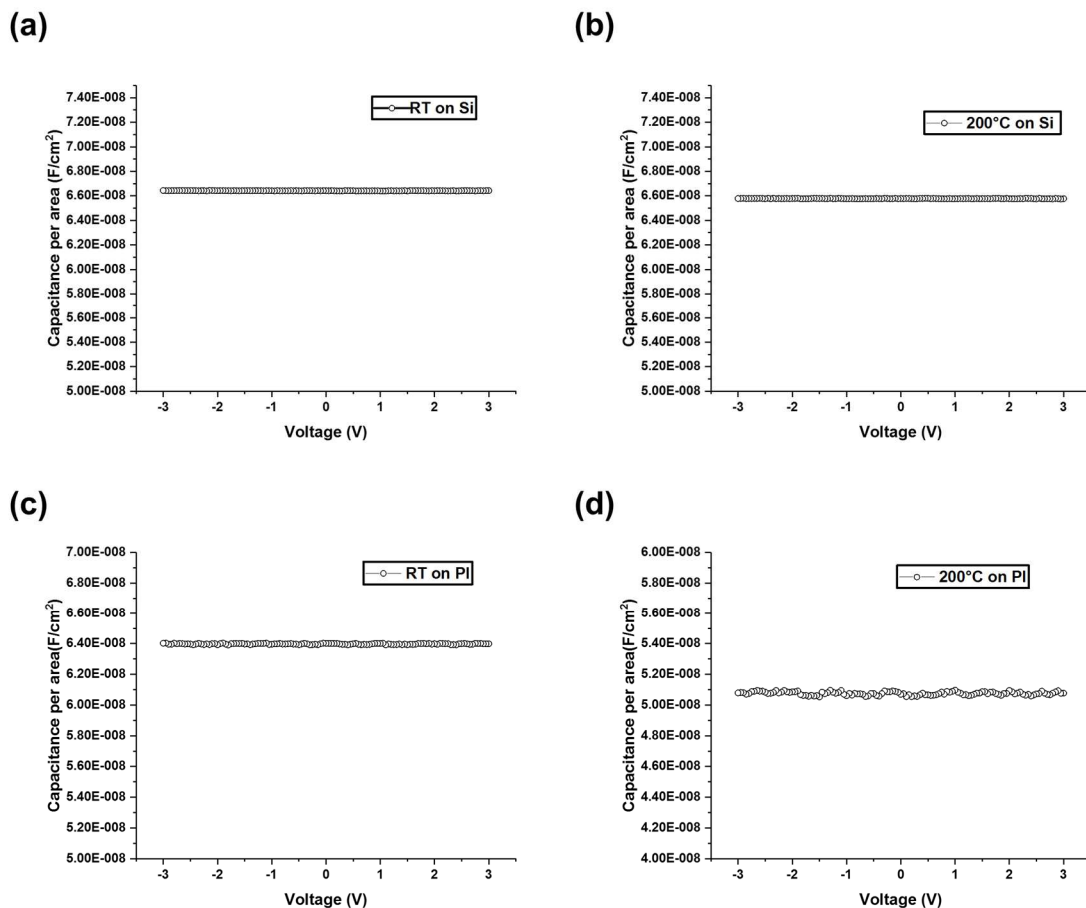 (a)
RT on Si
7.40E-008
7.20E-008
7.00E-008
6.80E-008
6.60E-008
6.40E-008
6.20E-008
6.00E-008
5.80E-008
5.60E-008
5.40E-008
5.20E-008
5.00E-008
Capacitance per area (F/cm²)
-3 -2 -1 0 1 2 3
Voltage (V)
(b)
200°C on Si
7.40E-008
7.20E-008
7.00E-008
6.80E-008
6.60E-008
6.40E-008
6.20E-008
6.00E-008
5.80E-008
5.60E-008
5.40E-008
5.20E-008
5.00E-008
Capacitance per area (F/cm²)
-3 -2 -1 0 1 2 3
Voltage (V)
(c)
RT on PI
7.00E-008
6.80E-008
6.60E-008
6.40E-008
6.20E-008
6.00E-008
5.80E-008
5.60E-008
5.40E-008
5.20E-008
5.00E-008
Capacitance per area(F/cm²)
-3 -2 -1 0 1 2 3
Voltage (V)
(d)
200°C on PI
6.00E-008
5.80E-008
5.60E-008
5.40E-008
5.20E-008
5.00E-008
4.80E-008
4.60E-008
4.40E-008
4.20E-008
4.00E-008
Capacitance per area(F/cm²)
-3 -2 -1 0 1 2 3
Voltage (V)